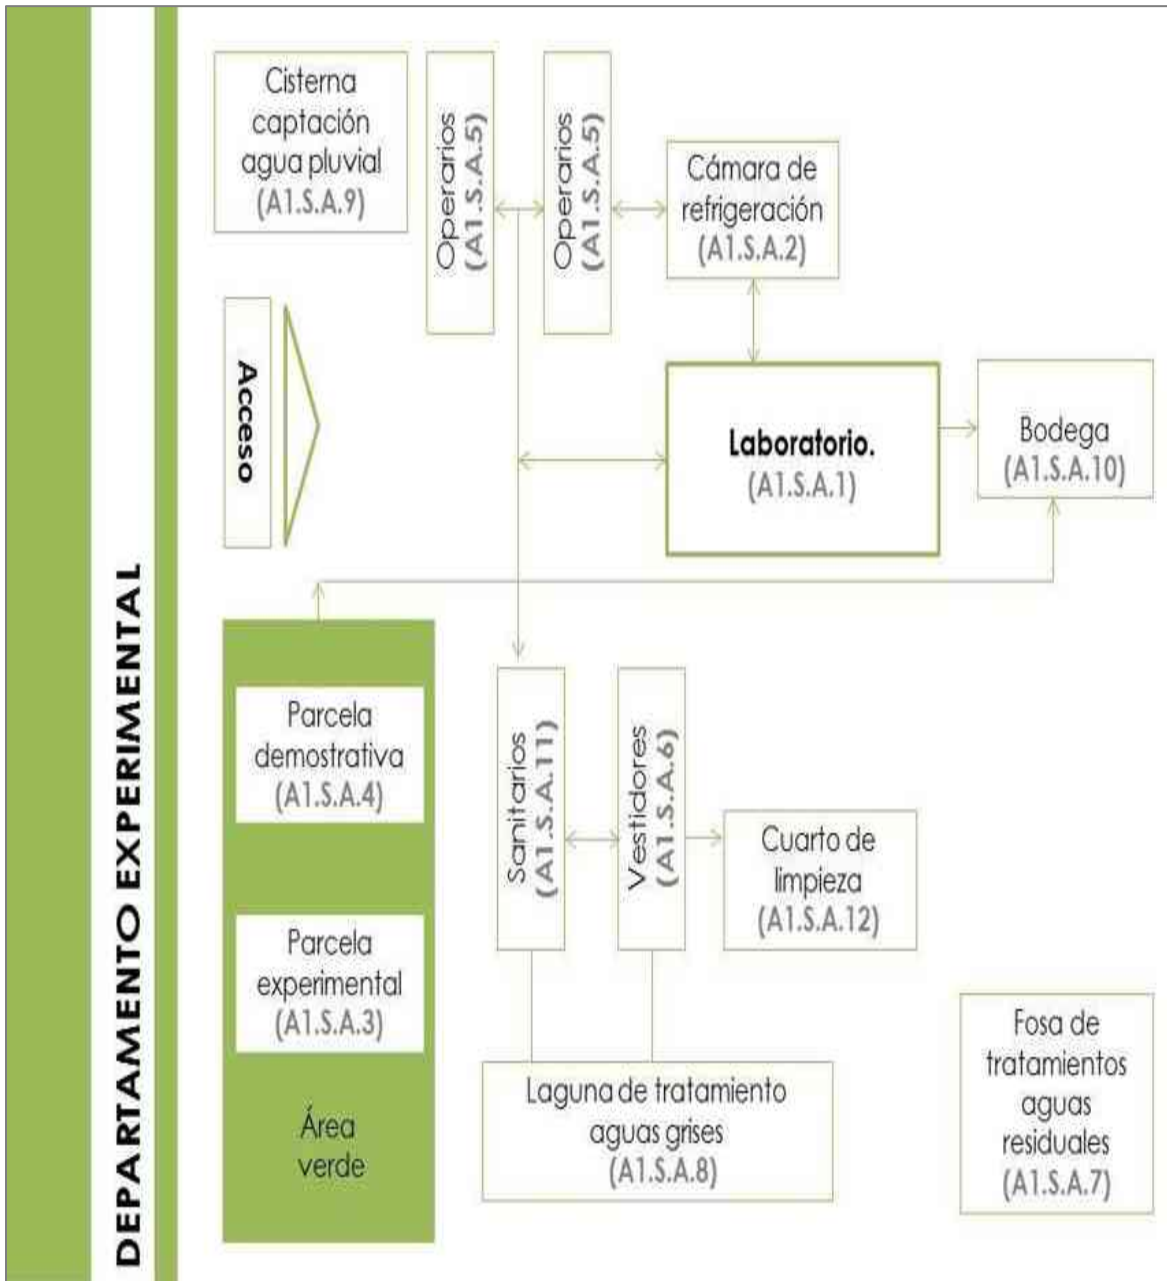 DEPARTAMENTO EXPERIMENTAL
Cisterna
captación
agua pluvial
(A1.S.A.9)
Operarios
(A1.S.A.5)
Operarios
(A1.S.A.5)
Cámara de
refrigeración
(A1.S.A.2)
Acceso
Laboratorio.
(A1.S.A.1)
Bodega
(A1.S.A.10)
Parcela
demostrativa
(A1.S.A.4)
Parcela
experimental
(A1.S.A.3)
Área
verde
Sanitarios
(A1.S.A.11)
Vestidores
(A1.S.A.6)
Cuarto de
limpieza
(A1.S.A.12)
Laguna de tratamiento
aguas grises
(A1.S.A.8)
Fosa de
tratamientos
aguas
residuales
(A1.S.A.7)